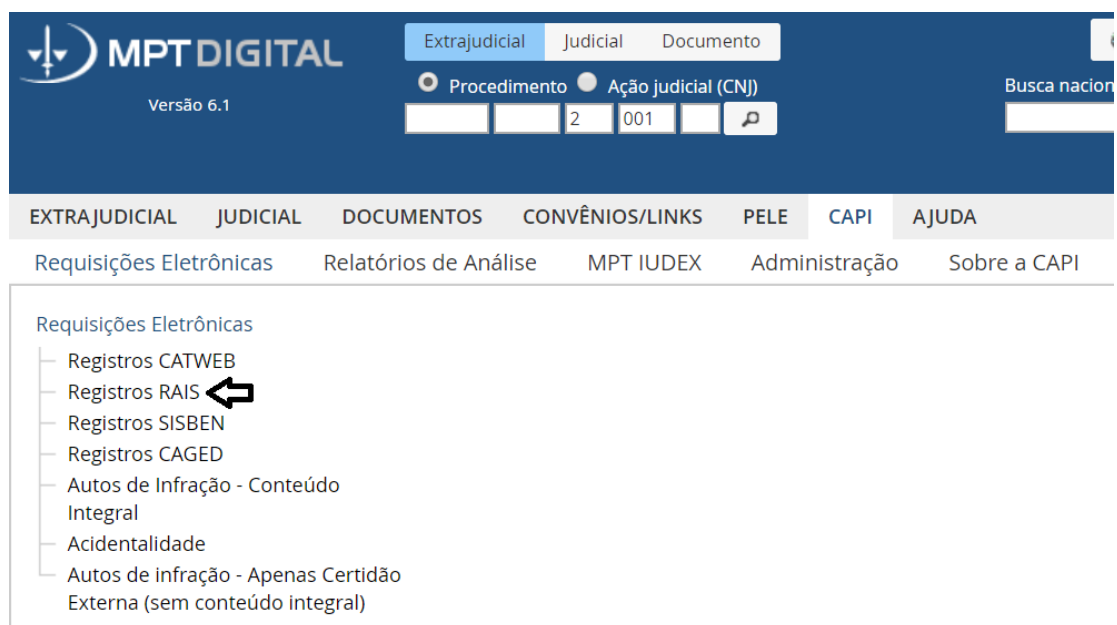 MPT DIGITAL
Versão 6.1
Extrajudicial Judicial Documento
Procedimento Ação judicial (CNJ)
2 001
Busca
EXTRAJUDICIAL JUDICIAL DOCUMENTOS CONVÊNIOS/LINKS PELE CAPI AJUDA
Requisições Eletrônicas Relatórios de Análise MPT IUDEX Administração Sobre a CAPI
Requisições Eletrônicas
Registros CATWEB
Registros RAIS
Registros SISBEN
Registros CAGED
Autos de Infração - Conteúdo
Integral
Acidentalidade
Autos de infração - Apenas Certidão
Externa (sem conteúdo integral)